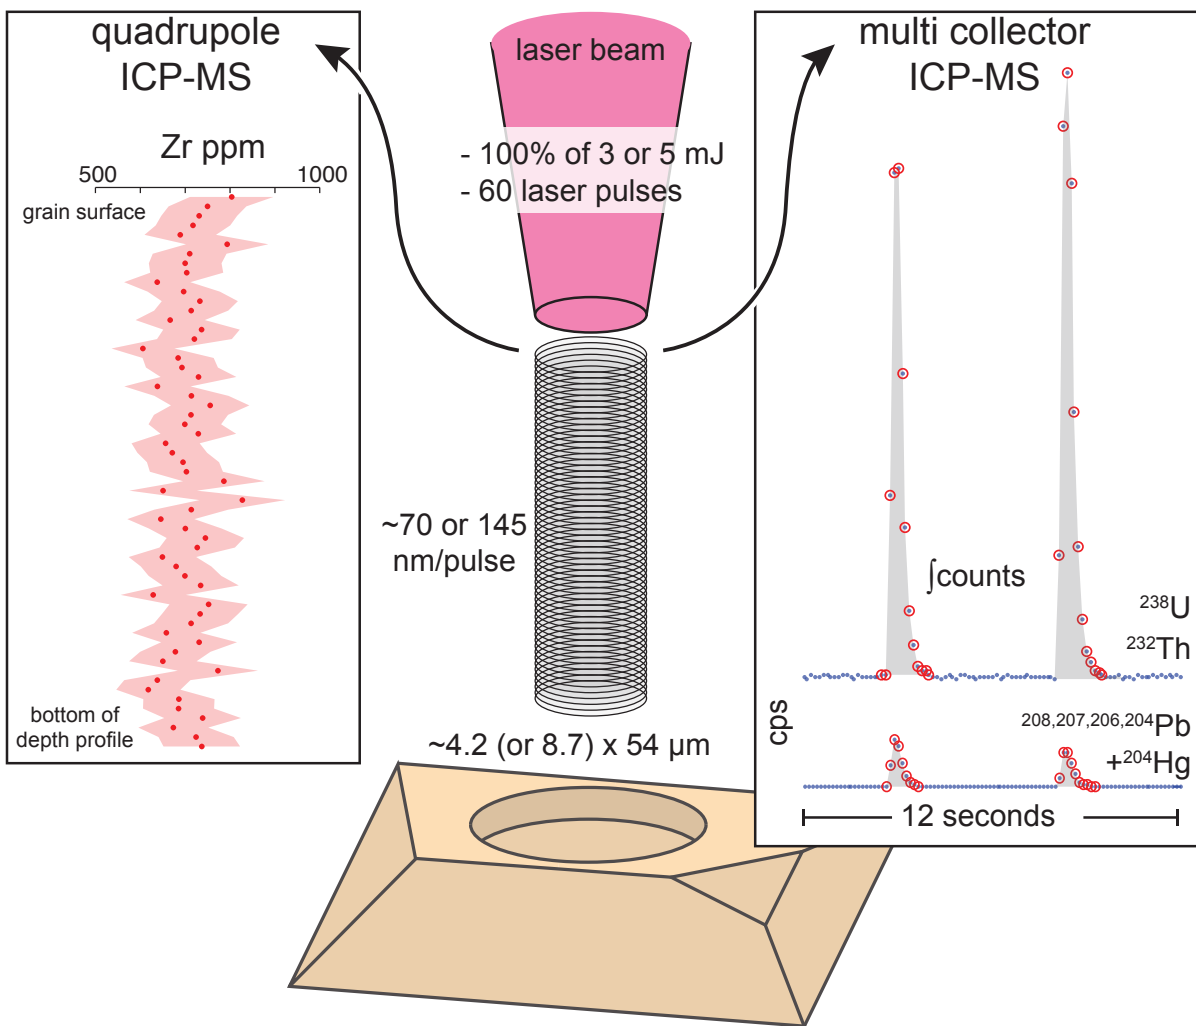 quadrupole
ICP-MS
Zr ppm
500
1000
grain surface
bottom of
depth profile
laser beam
- 100% of 3 or 5 mJ
- 60 laser pulses
~70 or 145
nm/pulse
~4.2 (or 8.7) x 54 μm
multi collector
ICP-MS
∫counts
²³⁸U
²³²Th
cps
²⁰⁸,²⁰⁷,²⁰⁶,²⁰⁴Pb
+²⁰⁴Hg
12 seconds